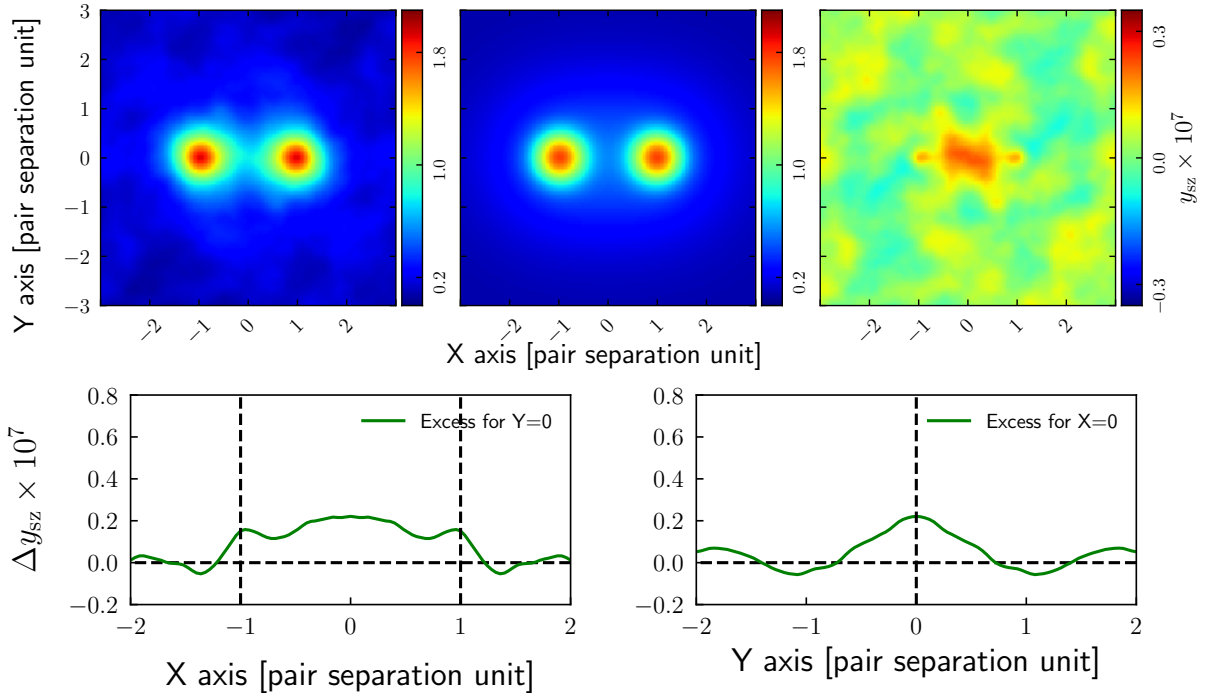 3
2
1
0
−1
−2
−3
Y axis [pair separation unit]
−2 −1 0 1 2
1.8
1.0
0.2
−2 −1 0 1 2
1.8
1.0
0.2
−2 −1 0 1 2
0.3
0.0
−0.3
y_sz × 10^7
X axis [pair separation unit]
0.8
0.6
0.4
0.2
0.0
−0.2
Δy_sz × 10^7
Excess for Y=0
−2 −1 0 1 2
X axis [pair separation unit]
0.8
0.6
0.4
0.2
0.0
−0.2
Excess for X=0
−2 −1 0 1 2
Y axis [pair separation unit]